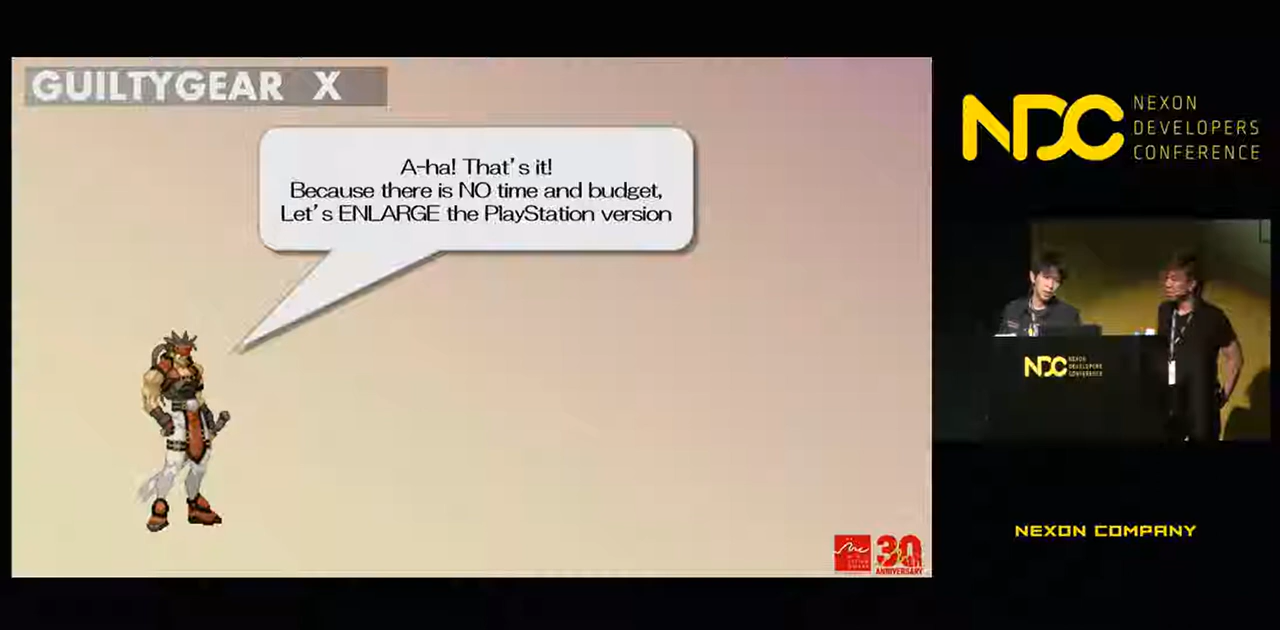 GUILTYGEAR X
A-ha! That's it!
Because there is NO time and budget,
Let's ENLARGE the PlayStation version
30TH
ANNIVERSARY
NDC
NEXON
DEVELOPERS
CONFERENCE
NDC
NEXON
DEVELOPERS
CONFERENCE
NEXON COMPANY